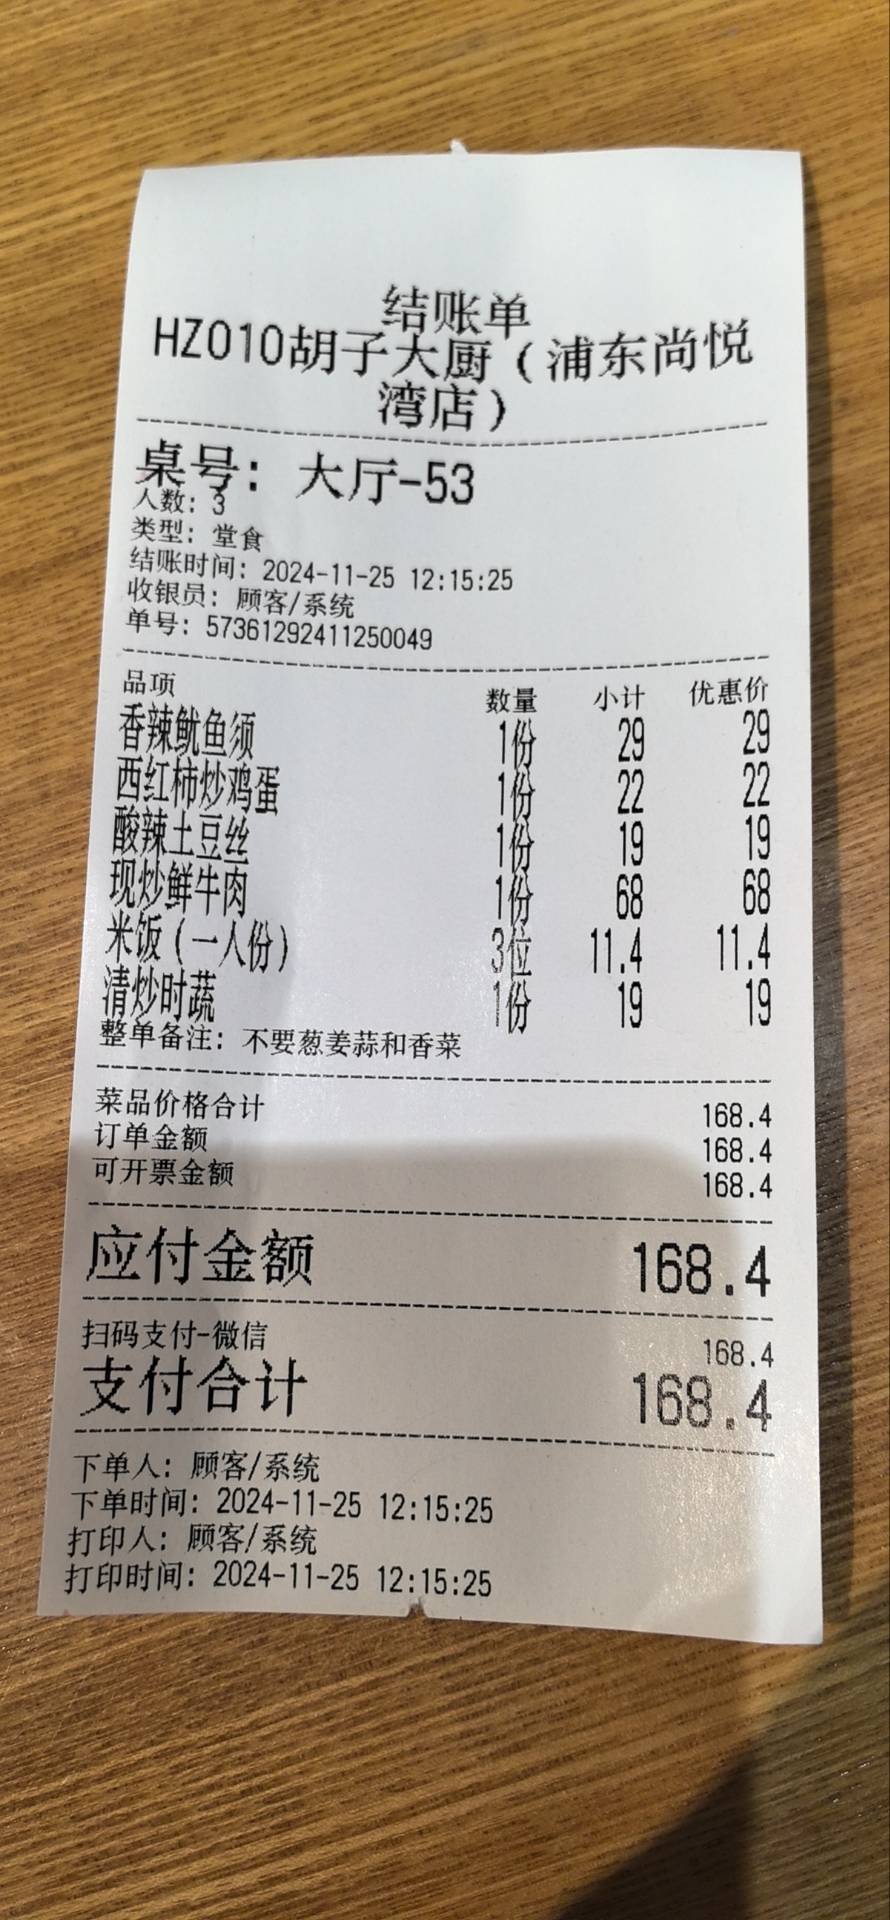 结账单
HZ010胡子大厨(浦东尚悦
湾店)
桌号: 大厅-53
人数: 3
类型: 堂食
结账时间: 2024-11-25 12:15:25
收银员: 顾客/系统
单号: 57361292411250049
品项 数量 小计 优惠价
香辣鱿鱼须 1份 29 29
西红柿炒鸡蛋 1份 22 22
酸辣土豆丝 1份 19 19
现炒鲜牛肉 1份 68 68
米饭(一人份) 3位 11.4 11.4
清炒时蔬 1份 19 19
整单备注: 不要葱姜蒜和香菜
菜品价格合计 168.4
订单金额 168.4
可开票金额 168.4
应付金额 168.4
扫码支付-微信 168.4
支付合计 168.4
下单人: 顾客/系统
下单时间: 2024-11-25 12:15:25
打印人: 顾客/系统
打印时间: 2024-11-25 12:15:25